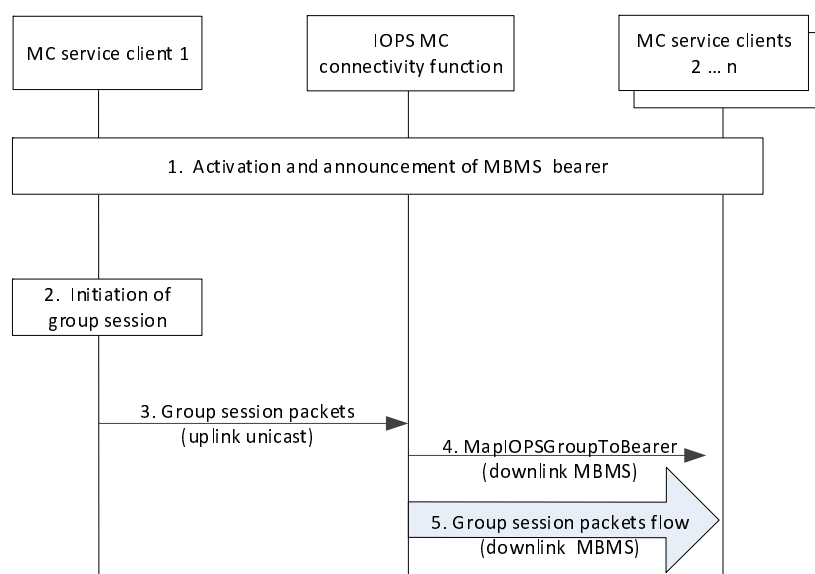 MC service client 1
IOPS MC
connectivity function
MC service clients
2 ... n
1. Activation and announcement of MBMS bearer
2. Initiation of
group session
3. Group session packets
(uplink unicast)
4. MapIOPSGroupToBearer
(downlink MBMS)
5. Group session packets flow
(downlink MBMS)